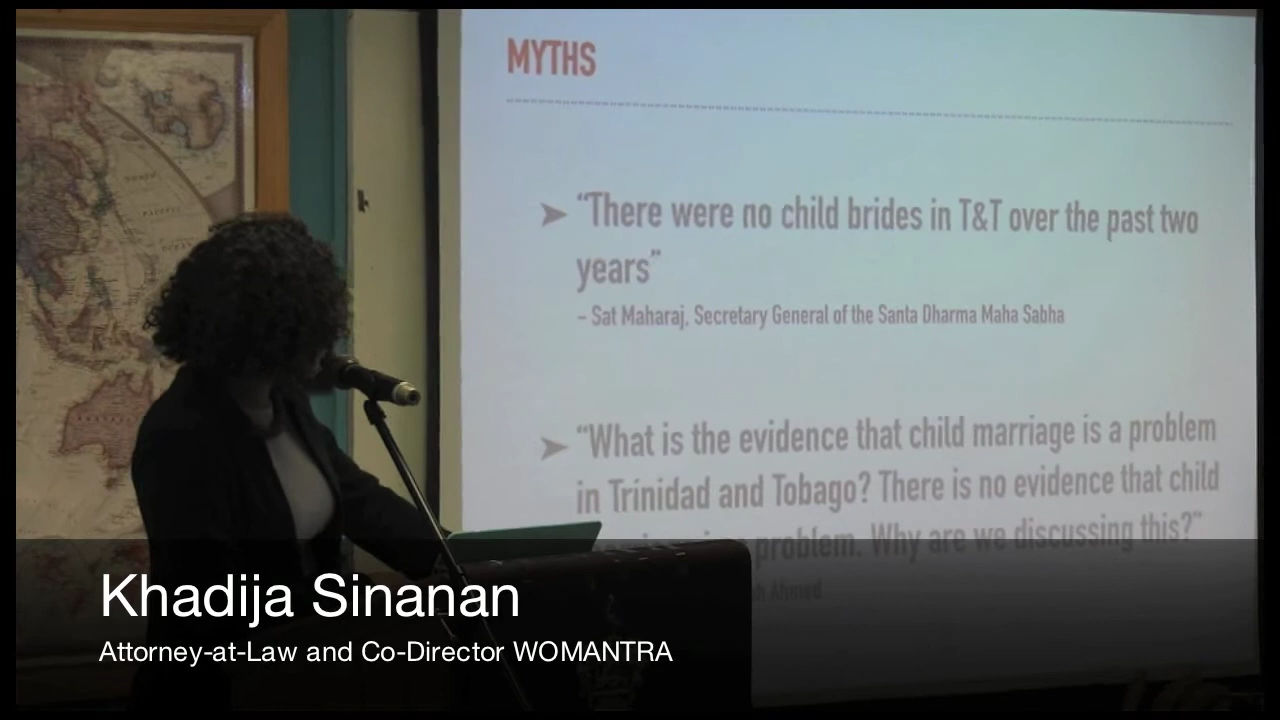 MYTHS
➤ “There were no child brides in T&T over the past two
years”
– Sat Maharaj, Secretary General of the Santa Dharma Maha Sabha
➤ “What is the evidence that child marriage is a problem
in Trinidad and Tobago? There is no evidence that child
problem. Why are we discussing this?”
Ahmed
Khadija Sinanan
Attorney-at-Law and Co-Director WOMANTRA